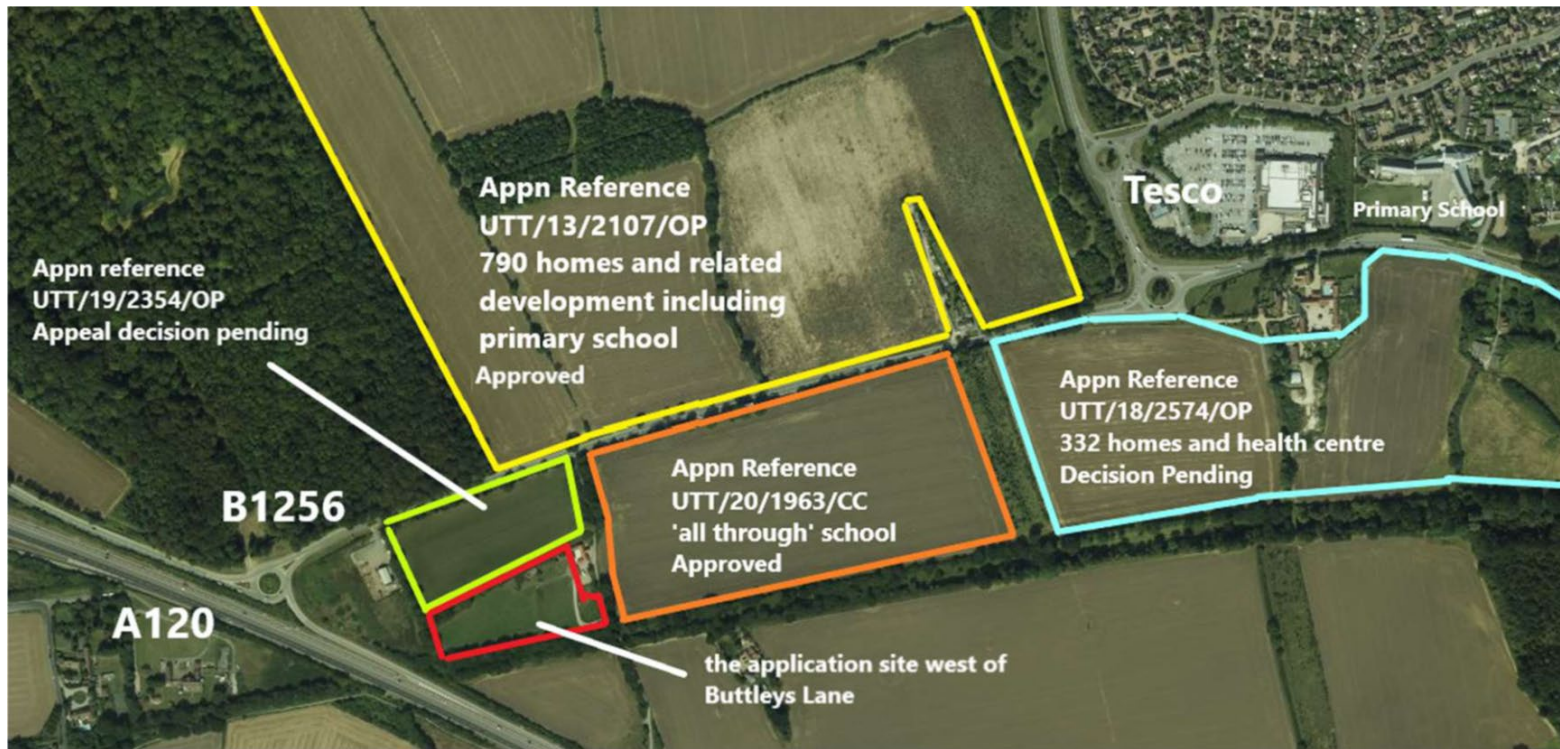 Appn Reference
UTT/13/2107/OP
790 homes and related
development including
primary school
Approved
Tesco
Primary School
Appn reference
UTT/19/2354/OP
Appeal decision pending
Appn Reference
UTT/18/2574/OP
332 homes and health centre
Decision Pending
Appn Reference
UTT/20/1963/CC
'all through' school
Approved
B1256
A120
the application site west of
Buttleys Lane